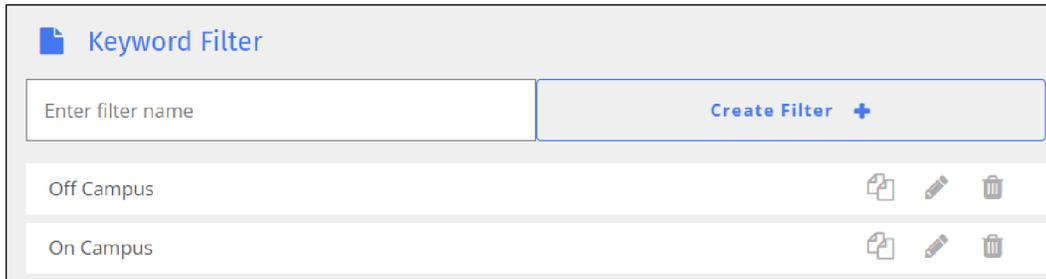 Keyword Filter
Enter filter name
Create Filter
Off Campus
On Campus